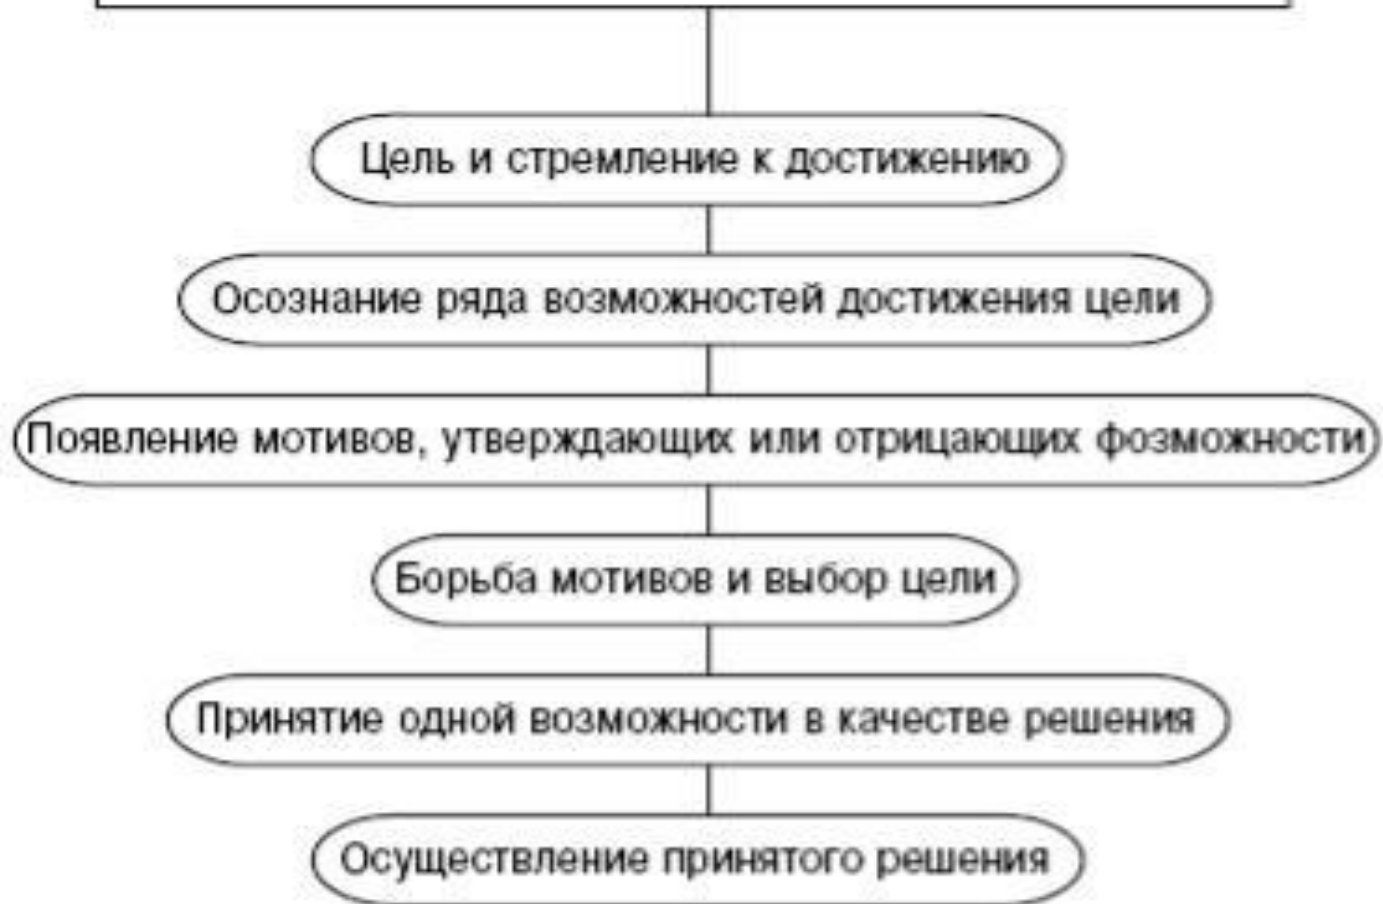 Цель и стремление к достижению
Осознание ряда возможностей достижения цели
Появление мотивов, утверждающих или отрицающих фозможности
Борьба мотивов и выбор цели
Принятие одной возможности в качестве решения
Осуществление принятого решения